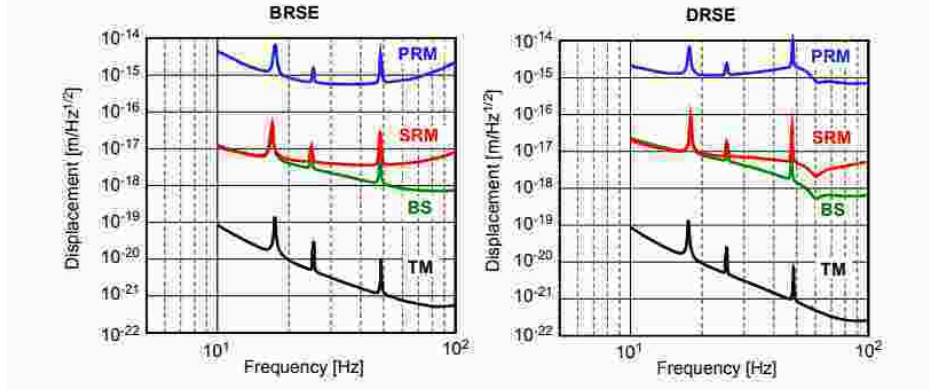 BRSE
DRSE
Displacement [m/Hz^1/2]
10^-14
10^-15
10^-16
10^-17
10^-18
10^-19
10^-20
10^-21
10^-22
PRM
SRM
BS
TM
10^1
10^2
Frequency [Hz]
Displacement [m/Hz^1/2]
10^-14
10^-15
10^-16
10^-17
10^-18
10^-19
10^-20
10^-21
10^-22
PRM
SRM
BS
TM
10^1
10^2
Frequency [Hz]